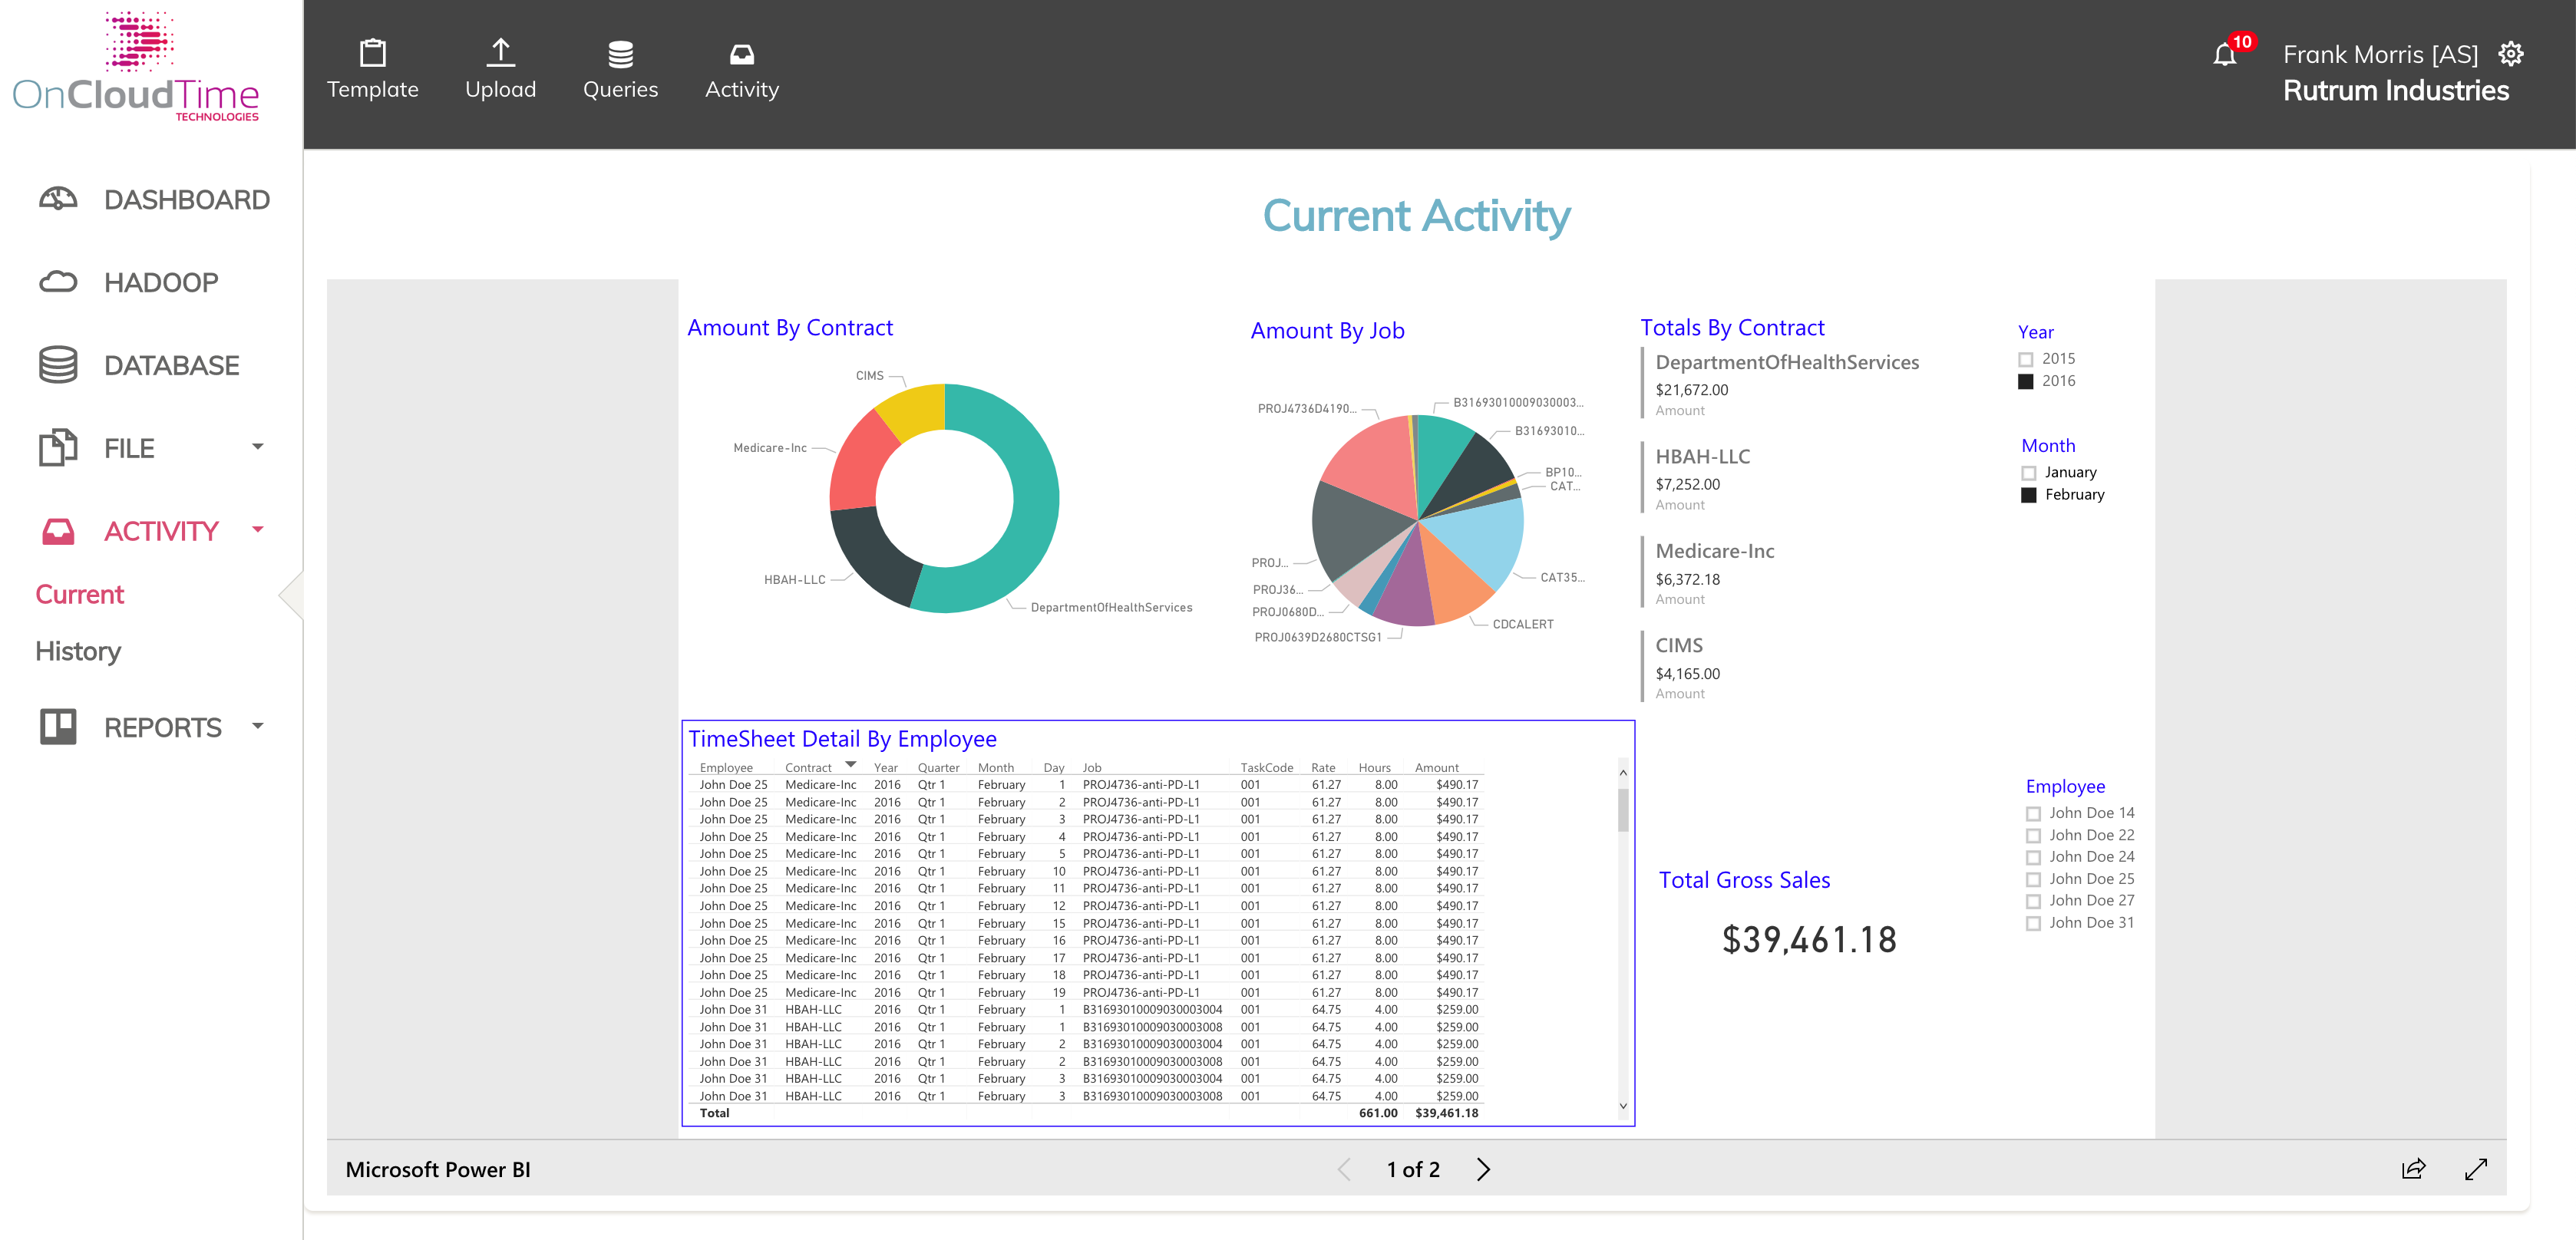 OnCloudTime
TECHNOLOGIES
Template
Upload
Queries
Activity
10
Frank Morris [AS]
Rutrum Industries
DASHBOARD
HADOOP
DATABASE
FILE
ACTIVITY
Current
History
REPORTS
Current Activity
Amount By Contract
CIMS
Medicare-Inc
HBAH-LLC
DepartmentOfHealthServices
Amount By Job
PROJ4736D4190...
B31693010009030003...
B31693010...
BP10...
CAT...
PROJ...
CAT35...
PROJ36...
PROJ0680D...
CDCALERT
PROJ0639D2680CTSG1
Totals By Contract
DepartmentOfHealthServices
$21,672.00
Amount
HBAH-LLC
$7,252.00
Amount
Medicare-Inc
$6,372.18
Amount
CIMS
$4,165.00
Amount
Year
2015
2016
Month
January
February
TimeSheet Detail By Employee
Employee Contract Year Quarter Month Day Job TaskCode Rate Hours Amount
John Doe 25 Medicare-Inc 2016 Qtr 1 February 1 PROJ4736-anti-PD-L1 001 61.27 8.00 $490.17
John Doe 25 Medicare-Inc 2016 Qtr 1 February 2 PROJ4736-anti-PD-L1 001 61.27 8.00 $490.17
John Doe 25 Medicare-Inc 2016 Qtr 1 February 3 PROJ4736-anti-PD-L1 001 61.27 8.00 $490.17
John Doe 25 Medicare-Inc 2016 Qtr 1 February 4 PROJ4736-anti-PD-L1 001 61.27 8.00 $490.17
John Doe 25 Medicare-Inc 2016 Qtr 1 February 5 PROJ4736-anti-PD-L1 001 61.27 8.00 $490.17
John Doe 25 Medicare-Inc 2016 Qtr 1 February 10 PROJ4736-anti-PD-L1 001 61.27 8.00 $490.17
John Doe 25 Medicare-Inc 2016 Qtr 1 February 11 PROJ4736-anti-PD-L1 001 61.27 8.00 $490.17
John Doe 25 Medicare-Inc 2016 Qtr 1 February 12 PROJ4736-anti-PD-L1 001 61.27 8.00 $490.17
John Doe 25 Medicare-Inc 2016 Qtr 1 February 15 PROJ4736-anti-PD-L1 001 61.27 8.00 $490.17
John Doe 25 Medicare-Inc 2016 Qtr 1 February 16 PROJ4736-anti-PD-L1 001 61.27 8.00 $490.17
John Doe 25 Medicare-Inc 2016 Qtr 1 February 17 PROJ4736-anti-PD-L1 001 61.27 8.00 $490.17
John Doe 25 Medicare-Inc 2016 Qtr 1 February 18 PROJ4736-anti-PD-L1 001 61.27 8.00 $490.17
John Doe 25 Medicare-Inc 2016 Qtr 1 February 19 PROJ4736-anti-PD-L1 001 61.27 8.00 $490.17
John Doe 31 HBAH-LLC 2016 Qtr 1 February 1 B31693010009030003004 001 64.75 4.00 $259.00
John Doe 31 HBAH-LLC 2016 Qtr 1 February 1 B31693010009030003008 001 64.75 4.00 $259.00
John Doe 31 HBAH-LLC 2016 Qtr 1 February 2 B31693010009030003004 001 64.75 4.00 $259.00
John Doe 31 HBAH-LLC 2016 Qtr 1 February 2 B31693010009030003008 001 64.75 4.00 $259.00
John Doe 31 HBAH-LLC 2016 Qtr 1 February 3 B31693010009030003004 001 64.75 4.00 $259.00
John Doe 31 HBAH-LLC 2016 Qtr 1 February 3 B31693010009030003008 001 64.75 4.00 $259.00
Total 661.00 $39,461.18
Total Gross Sales
$39,461.18
Employee
John Doe 14
John Doe 22
John Doe 24
John Doe 25
John Doe 27
John Doe 31
Microsoft Power BI
1 of 2